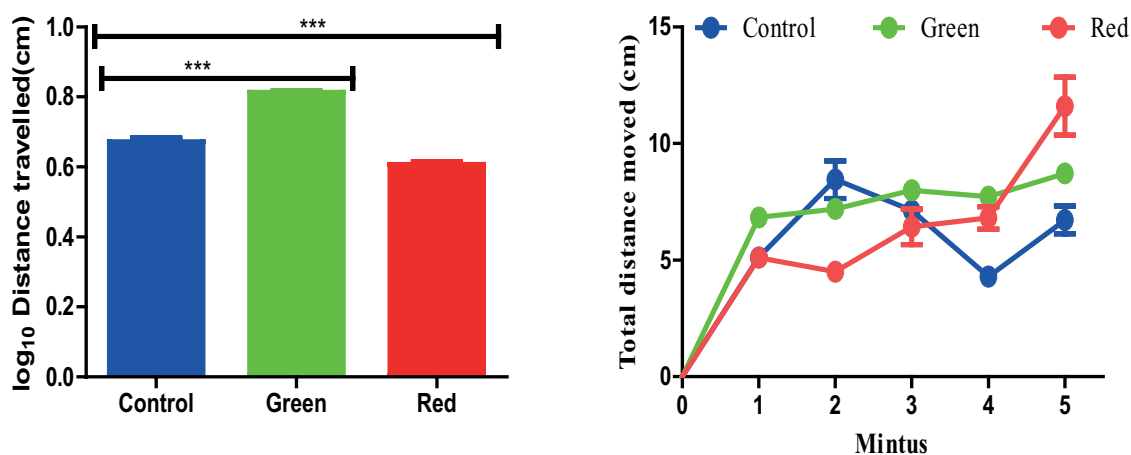 log₁₀ Distance travelled(cm)
1.0
0.8
0.6
0.4
0.2
0.0
***
***
Control Green Red
Total distance moved (cm)
15
10
5
0
Control Green Red
0 1 2 3 4 5
Mintus